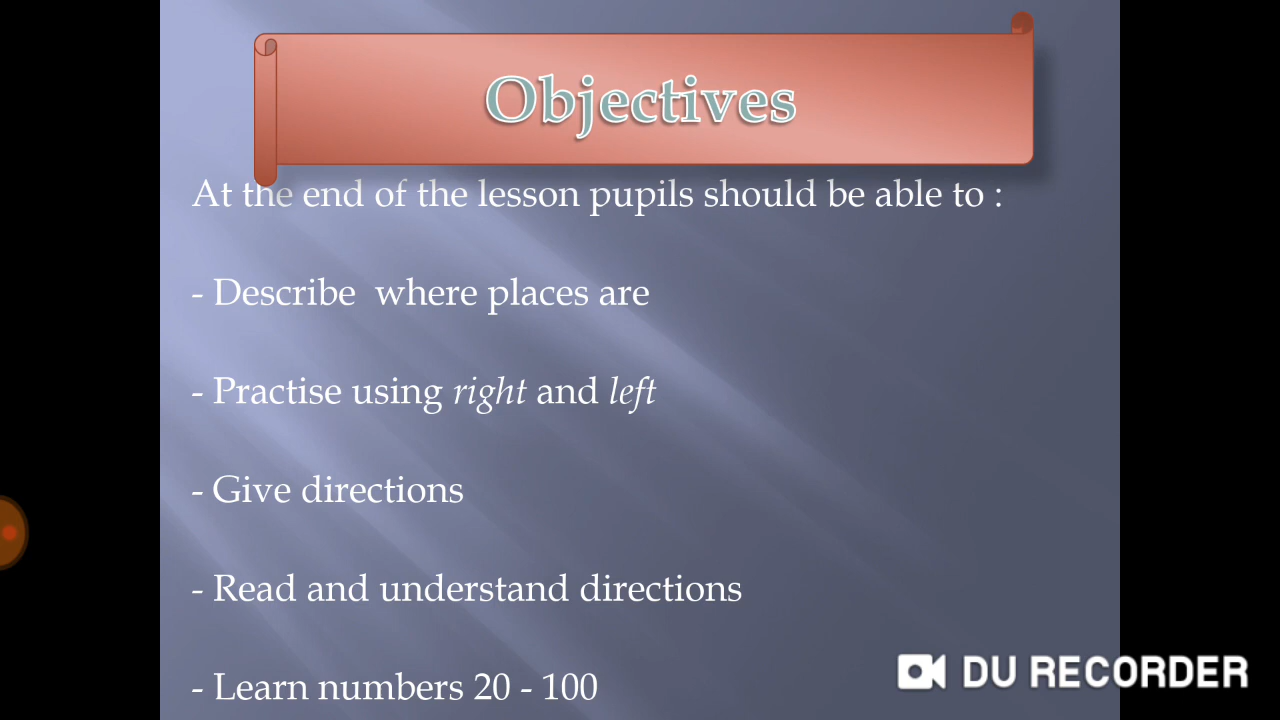 Objectives
At the end of the lesson pupils should be able to :
- Describe  where places are
- Practise using right and left
- Give directions
- Read and understand directions
- Learn numbers 20 - 100
DU RECORDER